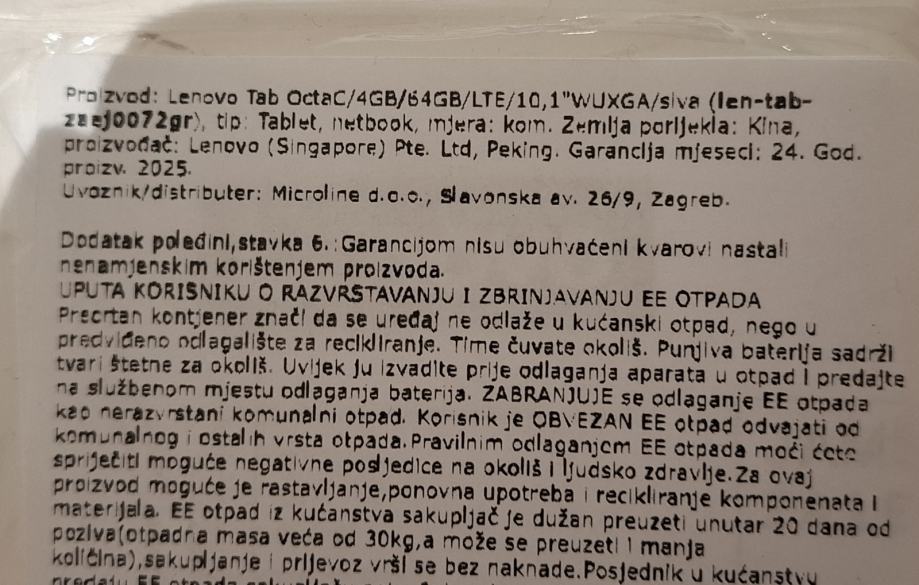 Proizvod: Lenovo Tab OctaC/4GB/64GB/LTE/10,1"WUXGA/siva (len-tab-
zaej0072gr), tip: Tablet, netbook, mjera: kom. Zemlja porijekla: Kina,
proizvođač: Lenovo (Singapore) Pte. Ltd, Peking. Garancija mjeseci: 24. God.
proizv. 2025.
Uvoznik/distributer: Microline d.o.o., Slavonska av. 26/9, Zagreb.
Dodatak poleđini,stavka 6. :Garancijom nisu obuhvaćeni kvarovi nastali
nenamjenskim korištenjem proizvoda.
UPUTA KORISNIKU O RAZVRSTAVANJU I ZBRINJAVANJU EE OTPADA
Precrtan kontjener znači da se uređaj ne odlaže u kućanski otpad, nego u
predviđeno odlagalište za recikliranje. Time čuvate okoliš. Punjiva baterija sadrži
tvari štetne za okoliš. Uvijek ju izvadite prije odlaganja aparata u otpad i predajte
na službenom mjestu odlaganja baterija. ZABRANJUJE se odlaganje EE otpada
kao nerazvrstani komunalni otpad. Korisnik je OBVEZAN EE otpad odvajati od
komunalnog i ostalih vrsta otpada.Pravilnim odlaganjem EE otpada moći ćete
spriječiti moguće negativne posljedice na okoliš i ljudsko zdravlje.Za ovaj
proizvod moguće je rastavljanje,ponovna upotreba i recikliranje komponenata i
materijala. EE otpad iz kućanstva sakupljač je dužan preuzeti unutar 20 dana od
poziva(otpadna masa veća od 30kg,a može se preuzeti i manja
količina),sakupljanje i prijevoz vrši se bez naknade.Posjednik u kućanstvu
predaju EE otpad